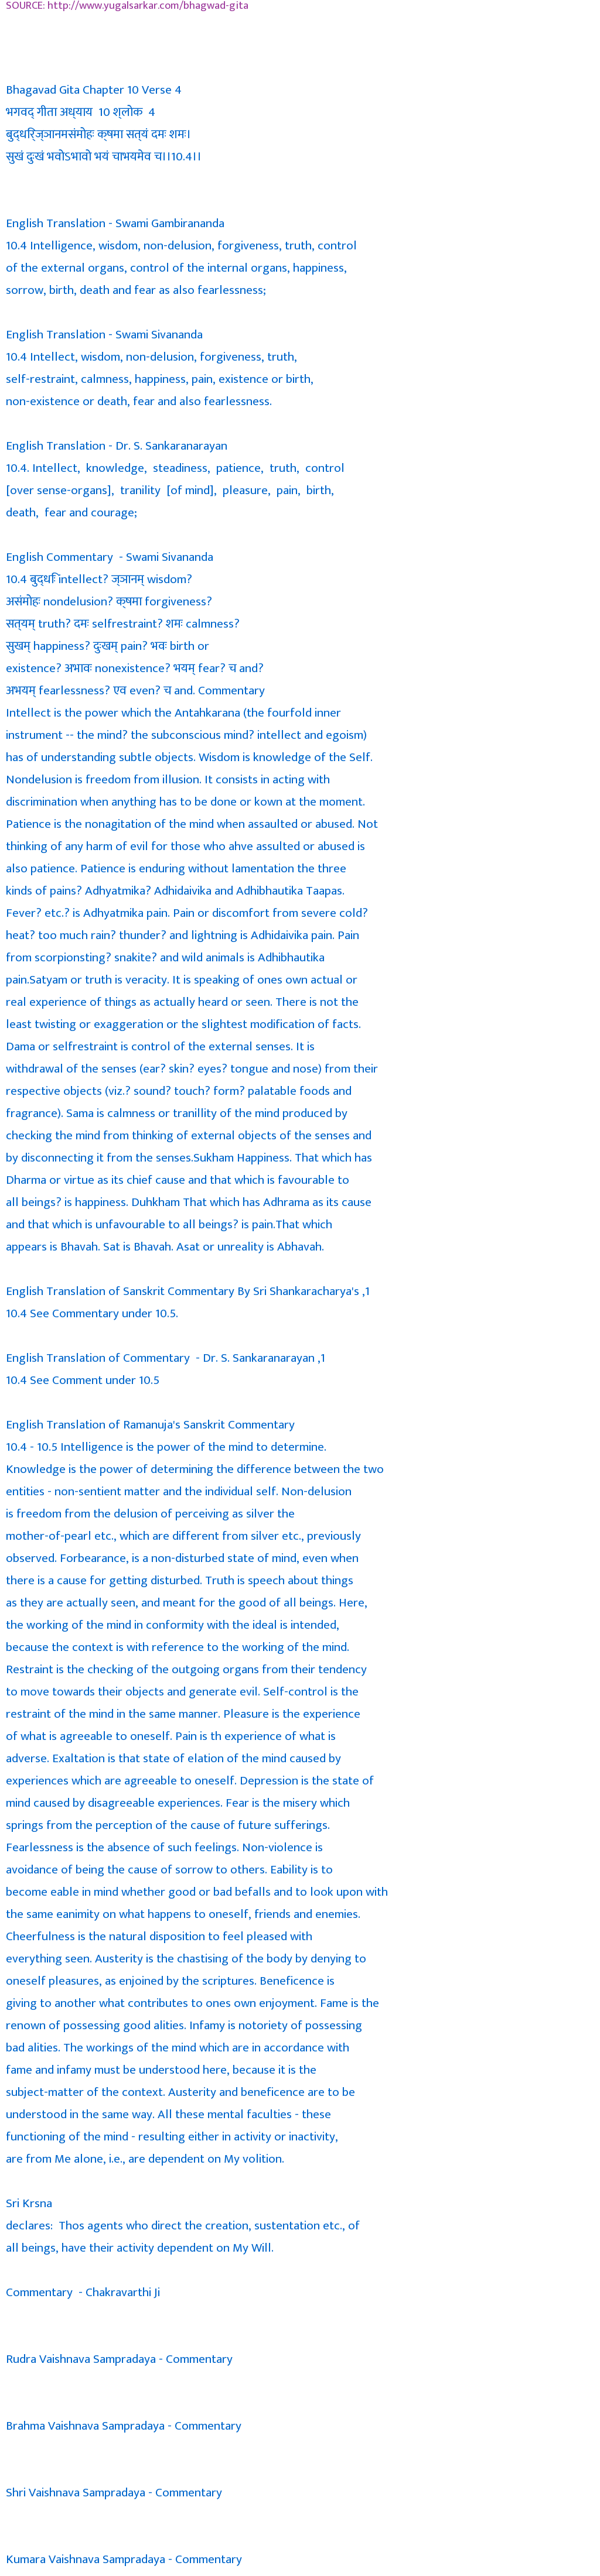 SOURCE: http://www.yugalsarkar.com/bhagwad-gita
Bhagavad Gita Chapter 10 Verse 4
भगवद् गीता अध्याय 10 श्लोक 4
बुद्धिर्ज्ञानमसंमोहः क्षमा सत्यं दमः शमः।
सुखं दुःखं भवोऽभावो भयं चाभयमेव च।।10.4।।
English Translation - Swami Gambirananda
10.4 Intelligence, wisdom, non-delusion, forgiveness, truth, control
of the external organs, control of the internal organs, happiness,
sorrow, birth, death and fear as also fearlessness;
English Translation - Swami Sivananda
10.4 Intellect, wisdom, non-delusion, forgiveness, truth,
self-restraint, calmness, happiness, pain, existence or birth,
non-existence or death, fear and also fearlessness.
English Translation - Dr. S. Sankaranarayan
10.4. Intellect, knowledge, steadiness, patience, truth, control
[over sense-organs], tranility [of mind], pleasure, pain, birth,
death, fear and courage;
English Commentary - Swami Sivananda
10.4 बुद्धिः intellect? ज्ञानम् wisdom?
असंमोहः nondelusion? क्षमा forgiveness?
सत्यम् truth? दमः selfrestraint? शमः calmness?
सुखम् happiness? दुःखम् pain? भवः birth or
existence? अभावः nonexistence? भयम् fear? च and?
अभयम् fearlessness? एव even? च and. Commentary
Intellect is the power which the Antahkarana (the fourfold inner
instrument -- the mind? the subconscious mind? intellect and egoism)
has of understanding subtle objects. Wisdom is knowledge of the Self.
Nondelusion is freedom from illusion. It consists in acting with
discrimination when anything has to be done or kown at the moment.
Patience is the nonagitation of the mind when assaulted or abused. Not
thinking of any harm of evil for those who ahve assulted or abused is
also patience. Patience is enduring without lamentation the three
kinds of pains? Adhyatmika? Adhidaivika and Adhibhautika Taapas.
Fever? etc.? is Adhyatmika pain. Pain or discomfort from severe cold?
heat? too much rain? thunder? and lightning is Adhidaivika pain. Pain
from scorpionsting? snakite? and wild animals is Adhibhautika
pain.Satyam or truth is veracity. It is speaking of ones own actual or
real experience of things as actually heard or seen. There is not the
least twisting or exaggeration or the slightest modification of facts.
Dama or selfrestraint is control of the external senses. It is
withdrawal of the senses (ear? skin? eyes? tongue and nose) from their
respective objects (viz.? sound? touch? form? palatable foods and
fragrance). Sama is calmness or tranillity of the mind produced by
checking the mind from thinking of external objects of the senses and
by disconnecting it from the senses.Sukham Happiness. That which has
Dharma or virtue as its chief cause and that which is favourable to
all beings? is happiness. Duhkham That which has Adhrama as its cause
and that which is unfavourable to all beings? is pain.That which
appears is Bhavah. Sat is Bhavah. Asat or unreality is Abhavah.
English Translation of Sanskrit Commentary By Sri Shankaracharya's ,1
10.4 See Commentary under 10.5.
English Translation of Commentary - Dr. S. Sankaranarayan ,1
10.4 See Comment under 10.5
English Translation of Ramanuja's Sanskrit Commentary
10.4 - 10.5 Intelligence is the power of the mind to determine.
Knowledge is the power of determining the difference between the two
entities - non-sentient matter and the individual self. Non-delusion
is freedom from the delusion of perceiving as silver the
mother-of-pearl etc., which are different from silver etc., previously
observed. Forbearance, is a non-disturbed state of mind, even when
there is a cause for getting disturbed. Truth is speech about things
as they are actually seen, and meant for the good of all beings. Here,
the working of the mind in conformity with the ideal is intended,
because the context is with reference to the working of the mind.
Restraint is the checking of the outgoing organs from their tendency
to move towards their objects and generate evil. Self-control is the
restraint of the mind in the same manner. Pleasure is the experience
of what is agreeable to oneself. Pain is th experience of what is
adverse. Exaltation is that state of elation of the mind caused by
experiences which are agreeable to oneself. Depression is the state of
mind caused by disagreeable experiences. Fear is the misery which
springs from the perception of the cause of future sufferings.
Fearlessness is the absence of such feelings. Non-violence is
avoidance of being the cause of sorrow to others. Eability is to
become eable in mind whether good or bad befalls and to look upon with
the same eanimity on what happens to oneself, friends and enemies.
Cheerfulness is the natural disposition to feel pleased with
everything seen. Austerity is the chastising of the body by denying to
oneself pleasures, as enjoined by the scriptures. Beneficence is
giving to another what contributes to ones own enjoyment. Fame is the
renown of possessing good alities. Infamy is notoriety of possessing
bad alities. The workings of the mind which are in accordance with
fame and infamy must be understood here, because it is the
subject-matter of the context. Austerity and beneficence are to be
understood in the same way. All these mental faculties - these
functioning of the mind - resulting either in activity or inactivity,
are from Me alone, i.e., are dependent on My volition.
Sri Krsna
declares: Thos agents who direct the creation, sustentation etc., of
all beings, have their activity dependent on My Will.
Commentary - Chakravarthi Ji
Rudra Vaishnava Sampradaya - Commentary
Brahma Vaishnava Sampradaya - Commentary
Shri Vaishnava Sampradaya - Commentary
Kumara Vaishnava Sampradaya - Commentary